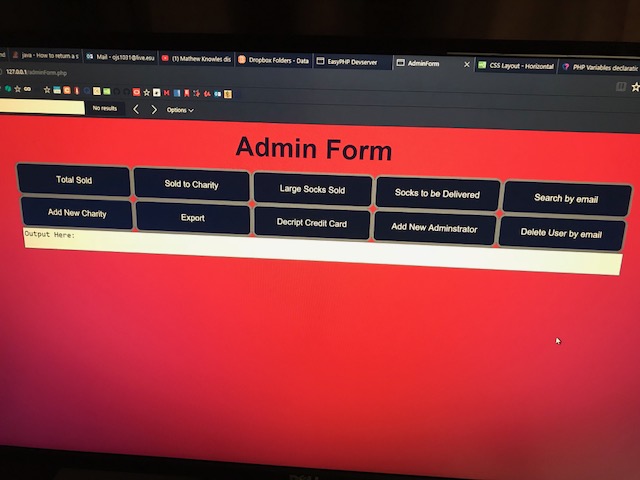 java - How to return a s
Mail - cjs1031@live.esu
(1) Mathew Knowles dis
Dropbox Folders - Data
EasyPHP Devserver
AdminForm
CSS Layout - Horizontal
PHP Variables declaratic
127.0.0.1/adminForm.php
No results
Options
Admin Form
Total Sold
Sold to Charity
Large Socks Sold
Socks to be Delivered
Search by email
Add New Charity
Export
Decript Credit Card
Add New Adminstrator
Delete User by email
Output Here: